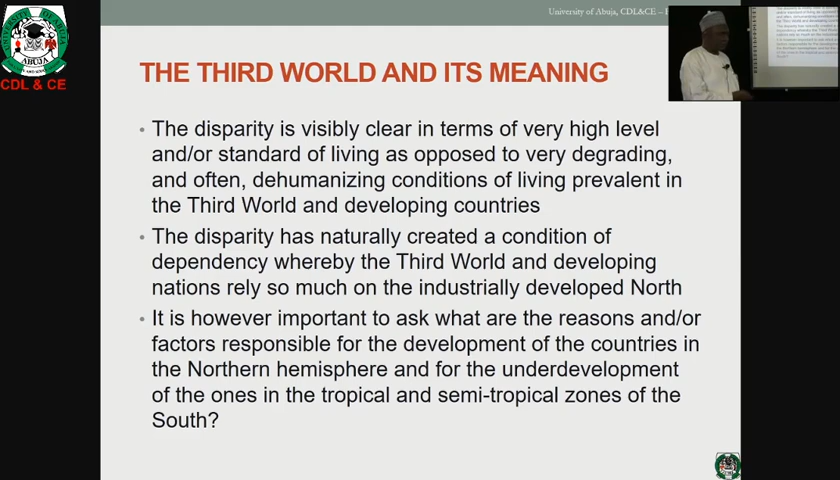 University of Abuja, CDL&CE –
ABUJA
CDL & CE
THE THIRD WORLD AND ITS MEANING
• The disparity is visibly clear in terms of very high level
and/or standard of living as opposed to very degrading,
and often, dehumanizing conditions of living prevalent in
the Third World and developing countries
• The disparity has naturally created a condition of
dependency whereby the Third World and developing
nations rely so much on the industrially developed North
• It is however important to ask what are the reasons and/or
factors responsible for the development of the countries in
the Northern hemisphere and for the underdevelopment
of the ones in the tropical and semi-tropical zones of the
South?